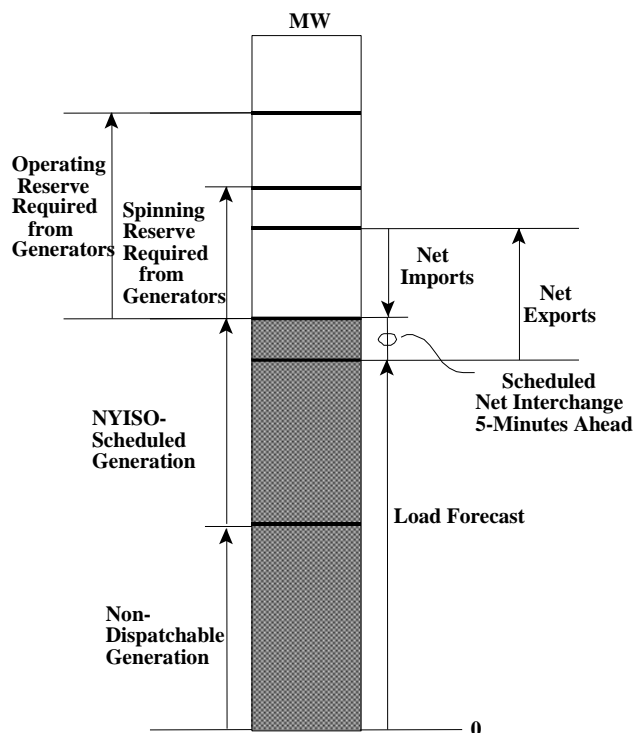 MW
Operating
Reserve
Required
from
Generators
Spinning
Reserve
Required
from
Generators
Net
Imports
Net
Exports
Scheduled
Net Interchange
5-Minutes Ahead
NYISO-
Scheduled
Generation
Load Forecast
Non-
Dispatchable
Generation
0